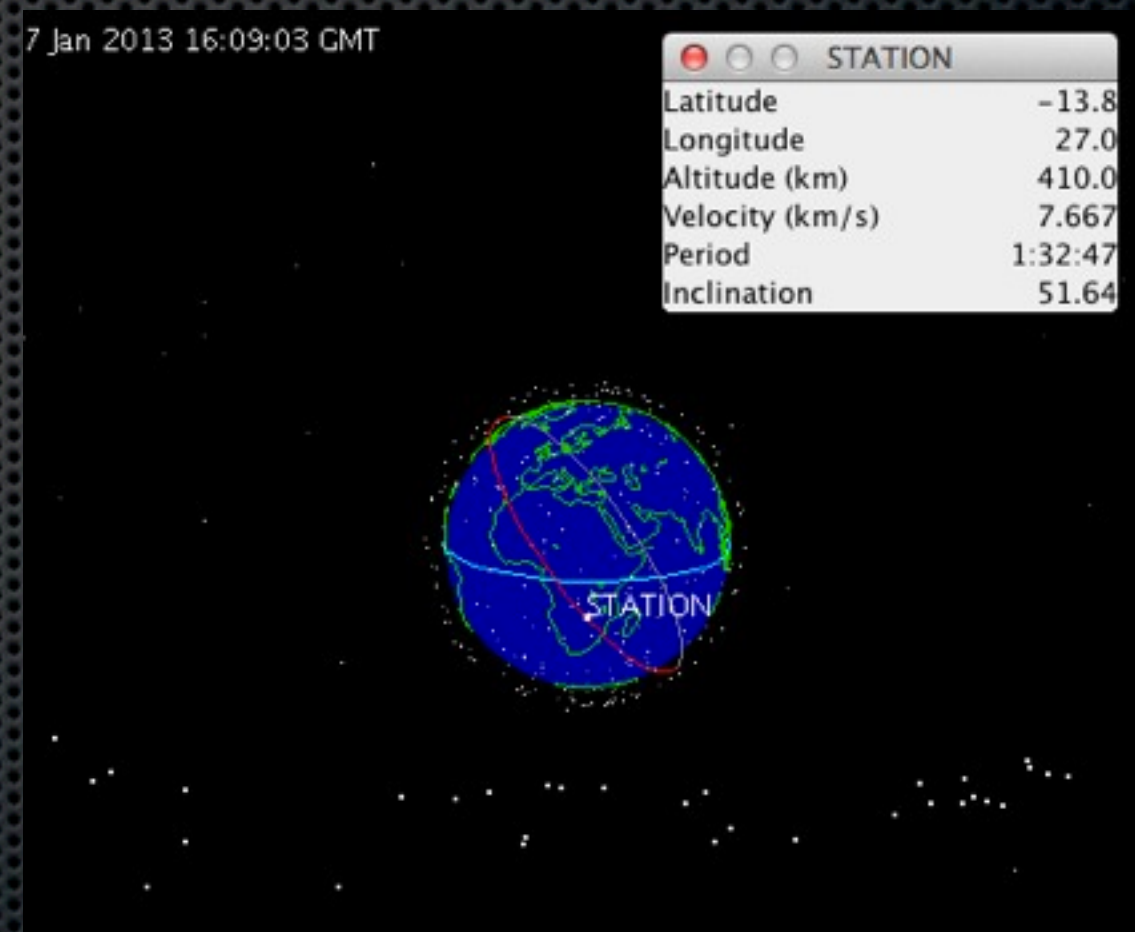 7 Jan 2013 16:09:03 GMT
STATION
Latitude -13.8
Longitude 27.0
Altitude (km) 410.0
Velocity (km/s) 7.667
Period 1:32:47
Inclination 51.64
STATION